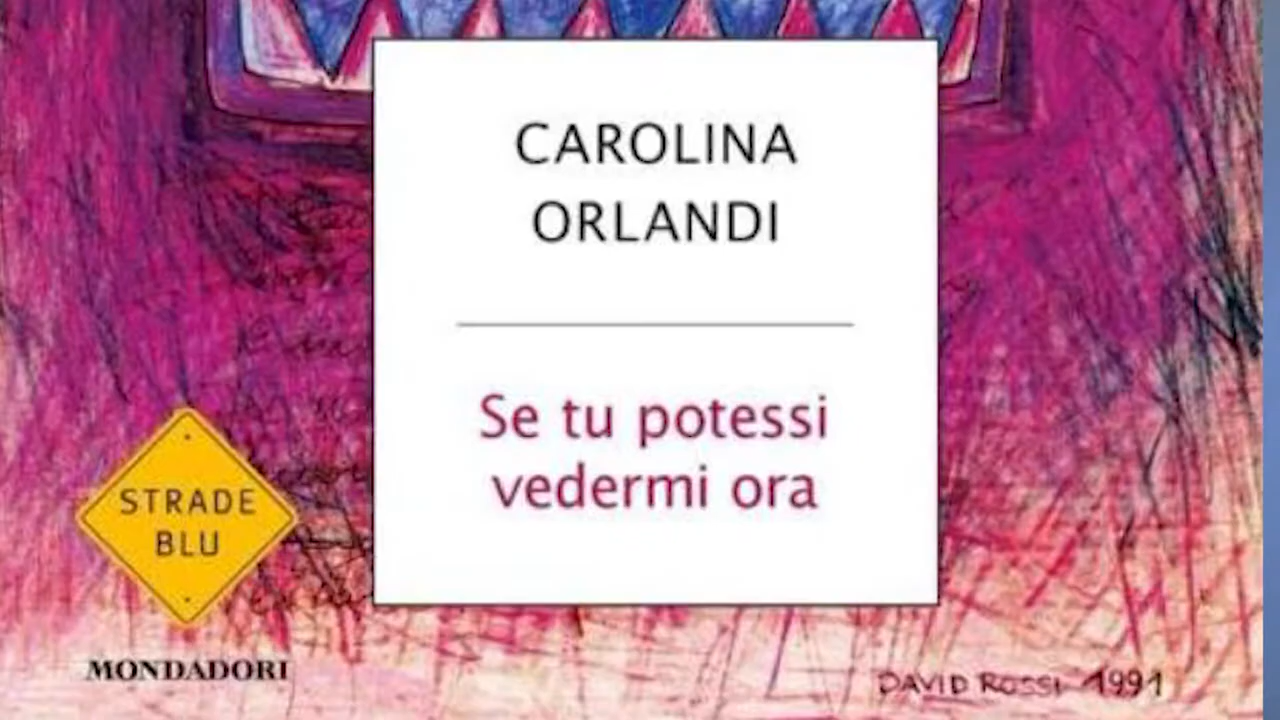 CAROLINA
ORLANDI
Se tu potessi
vedermi ora
STRADE
BLU
MONDADORI
DAVID ROSSI 1991